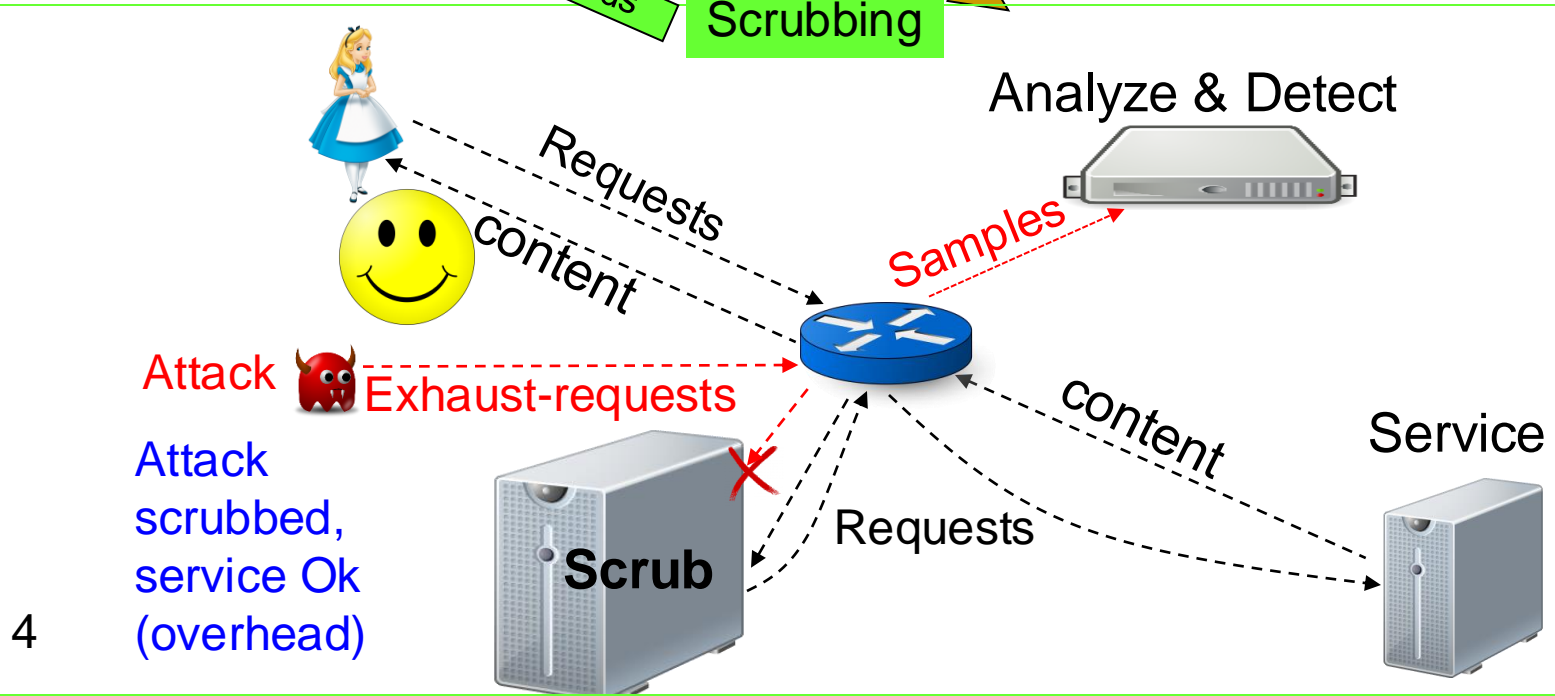 Scrubbing
Analyze & Detect
Requests
content
Samples
Attack
Exhaust-requests
content
Service
Attack
scrubbed,
service Ok
(overhead)
Scrub
Requests
4